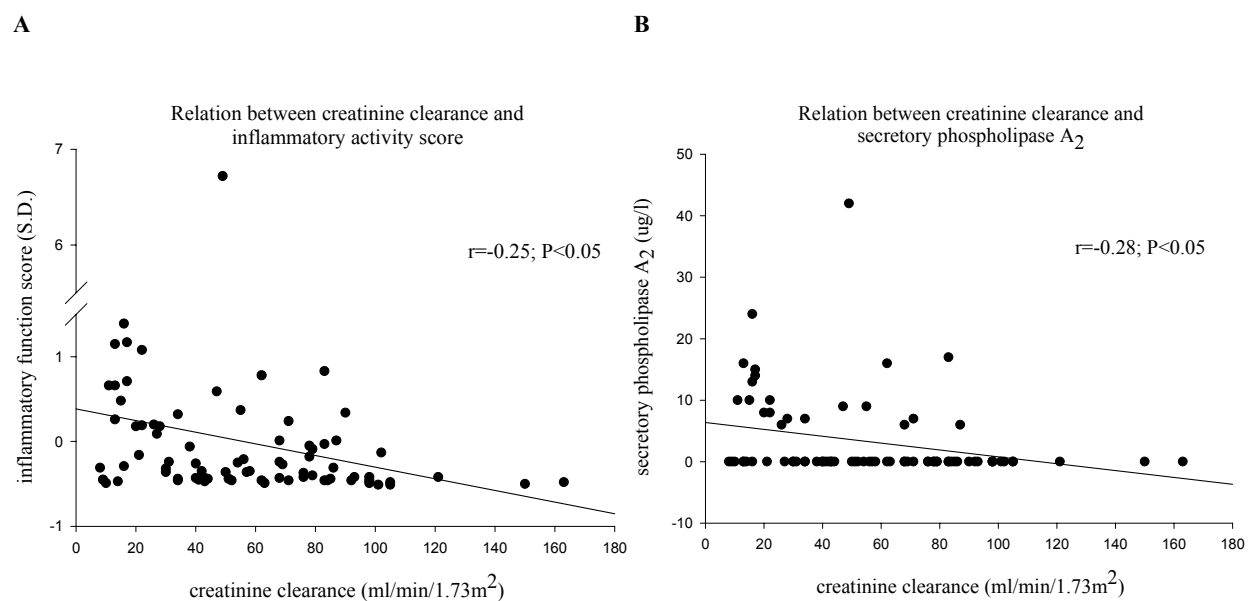 A
Relation between creatinine clearance and
inflammatory activity score
7
6
1
0
-1
inflammatory function score (S.D.)
r=-0.25; P<0.05
0 20 40 60 80 100 120 140 160 180
creatinine clearance (ml/min/1.73m2)
B
Relation between creatinine clearance and
secretory phospholipase A2
50
40
30
20
10
0
-10
secretory phospholipase A2 (ug/l)
r=-0.28; P<0.05
0 20 40 60 80 100 120 140 160 180
creatinine clearance (ml/min/1.73m2)